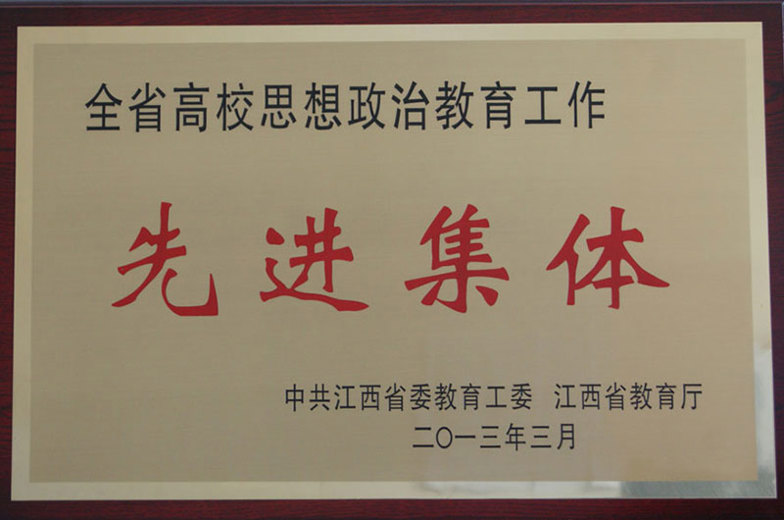 全省高校思想政治教育工作
先进集体
中共江西省委教育工委 江西省教育厅
二〇一三年三月